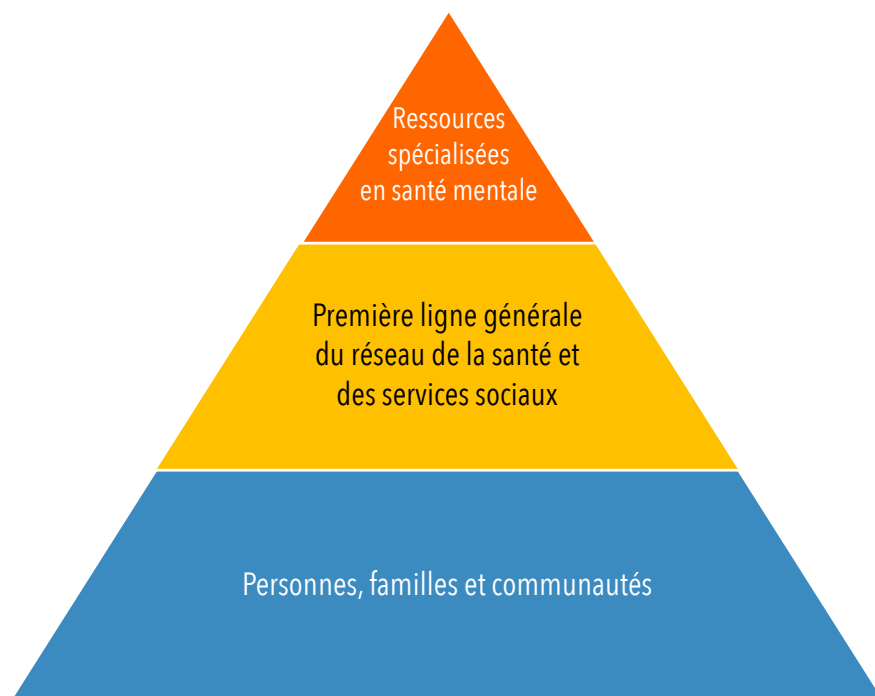 Ressources
spécialisées
en santé mentale
Première ligne générale
du réseau de la santé et
des services sociaux
Personnes, familles et communautés